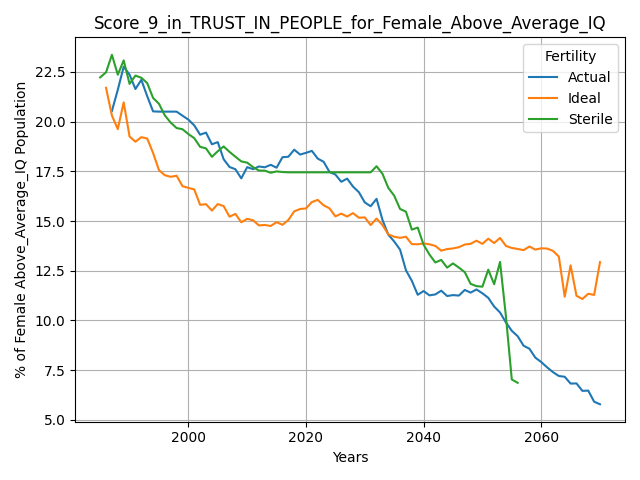 Score_9_in_TRUST_IN_PEOPLE_for_Female_Above_Average_IQ
Fertility
Actual
Ideal
Sterile
% of Female Above_Average_IQ Population
22.5
20.0
17.5
15.0
12.5
10.0
7.5
5.0
2000
2020
2040
2060
Years